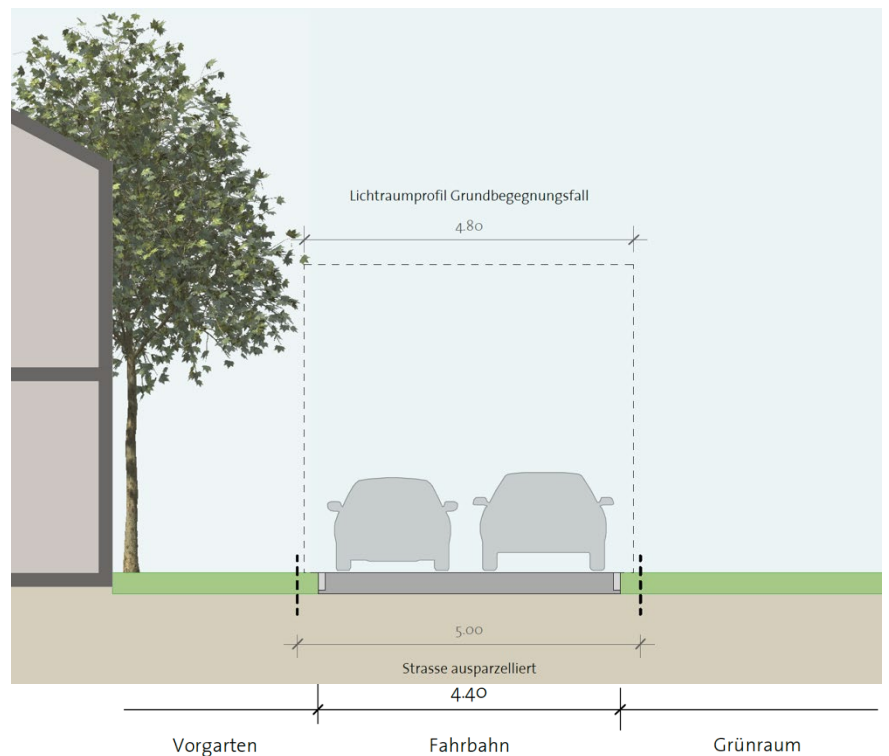 Lichtraumprofil Grundbegegnungsfall
4.80
5.00
Strasse ausparzelliert
4.40
Vorgarten Fahrbahn Grünraum